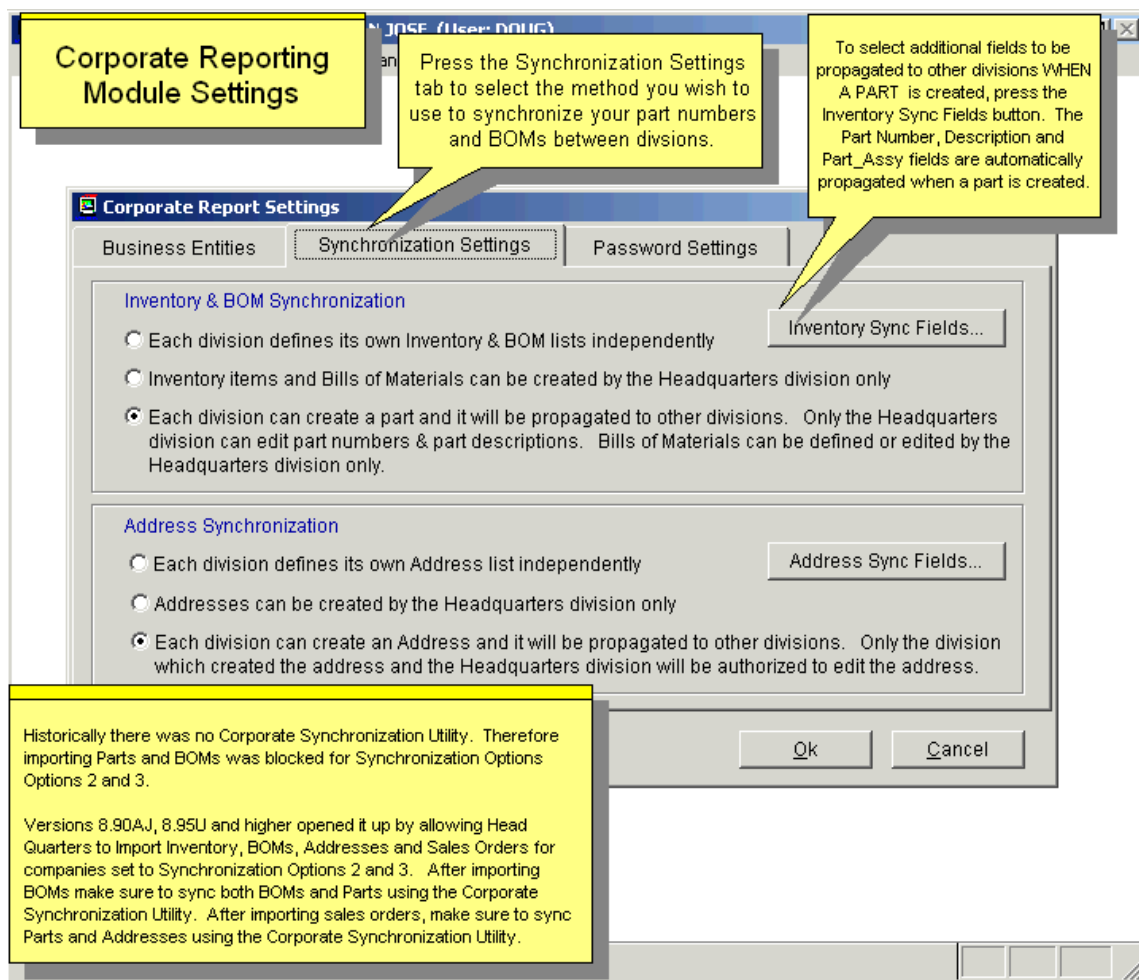 N JOSE (User: DOUG)
Corporate Reporting
Module Settings
Press the Synchronization Settings
tab to select the method you wish to
use to synchronize your part numbers
and BOMs between divsions.
To select additional fields to be
propagated to other divisions WHEN
A PART is created, press the
Inventory Sync Fields button. The
Part Number, Description and
Part_Assy fields are automatically
propagated when a part is created.
Corporate Report Settings
Business Entities
Synchronization Settings
Password Settings
Inventory & BOM Synchronization
Inventory Sync Fields...
Each division defines its own Inventory & BOM lists independently
Inventory items and Bills of Materials can be created by the Headquarters division only
Each division can create a part and it will be propagated to other divisions. Only the Headquarters
division can edit part numbers & part descriptions. Bills of Materials can be defined or edited by the
Headquarters division only.
Address Synchronization
Address Sync Fields...
Each division defines its own Address list independently
Addresses can be created by the Headquarters division only
Each division can create an Address and it will be propagated to other divisions. Only the division
which created the address and the Headquarters division will be authorized to edit the address.
Ok
Cancel
Historically there was no Corporate Synchronization Utility. Therefore
importing Parts and BOMs was blocked for Synchronization Options
Options 2 and 3.
Versions 8.90AJ, 8.95U and higher opened it up by allowing Head
Quarters to Import Inventory, BOMs, Addresses and Sales Orders for
companies set to Synchronization Options 2 and 3. After importing
BOMs make sure to sync both BOMs and Parts using the Corporate
Synchronization Utility. After importing sales orders, make sure to sync
Parts and Addresses using the Corporate Synchronization Utility.